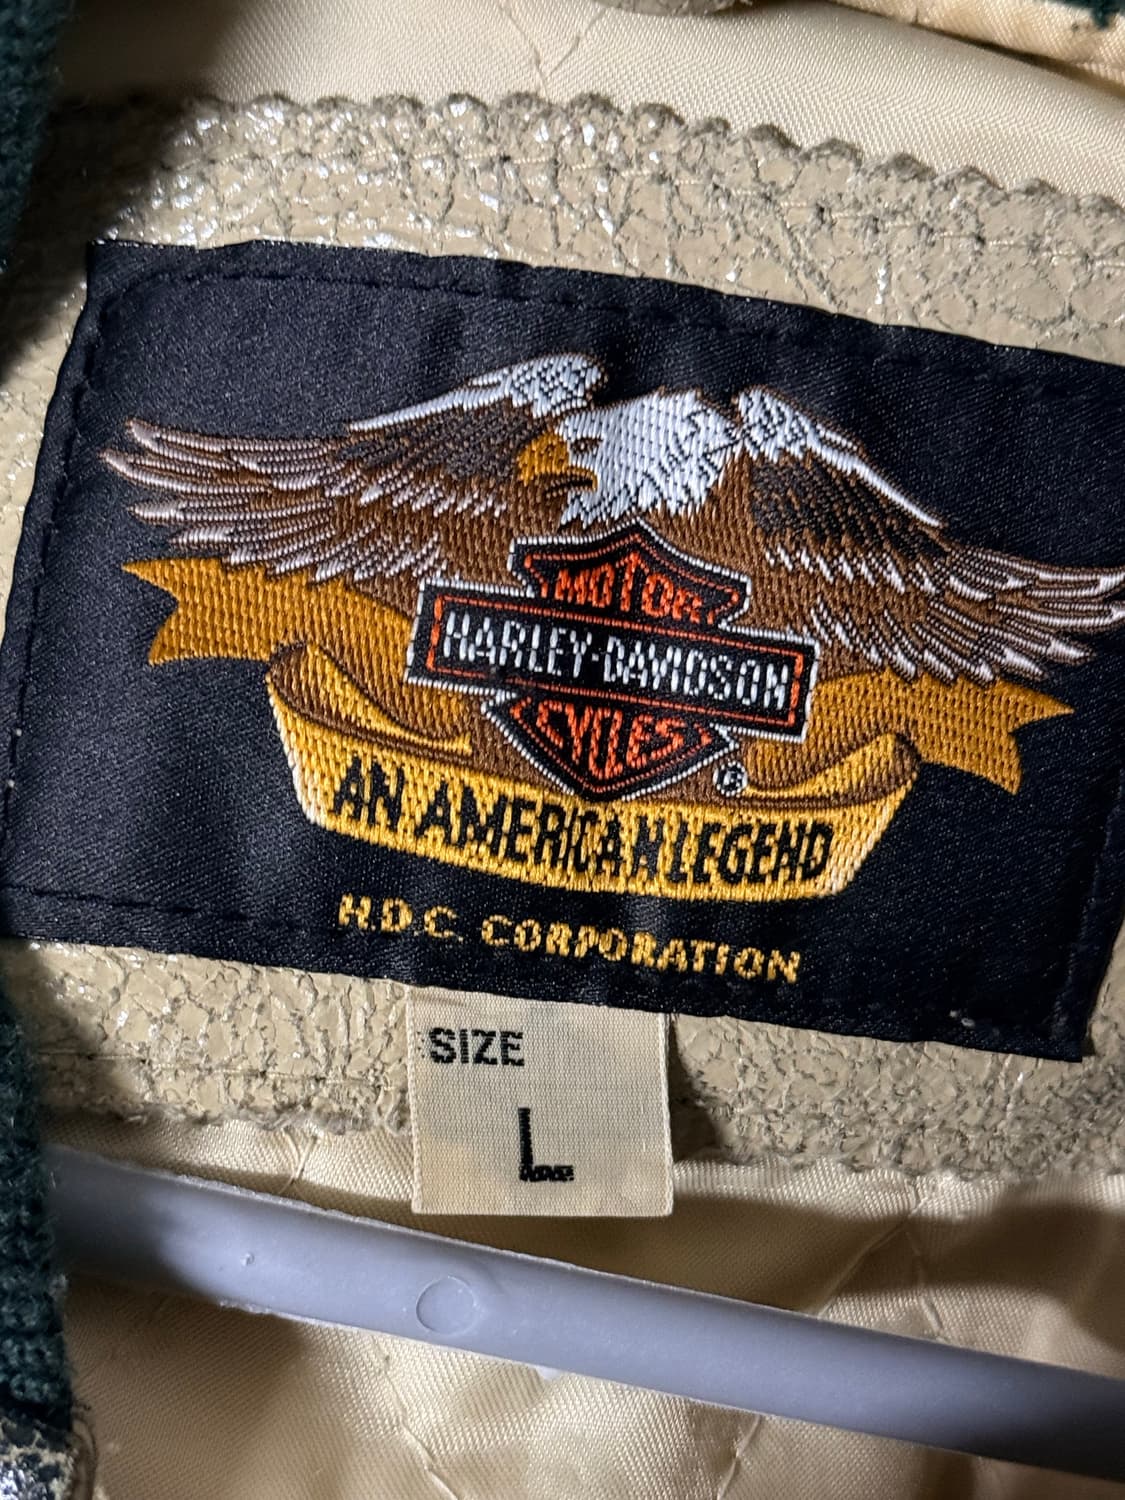 MOTOR
HARLEY-DAVIDSON
CYCLES
®
AN AMERICAN LEGEND
H.D.C. CORPORATION
SIZE
L